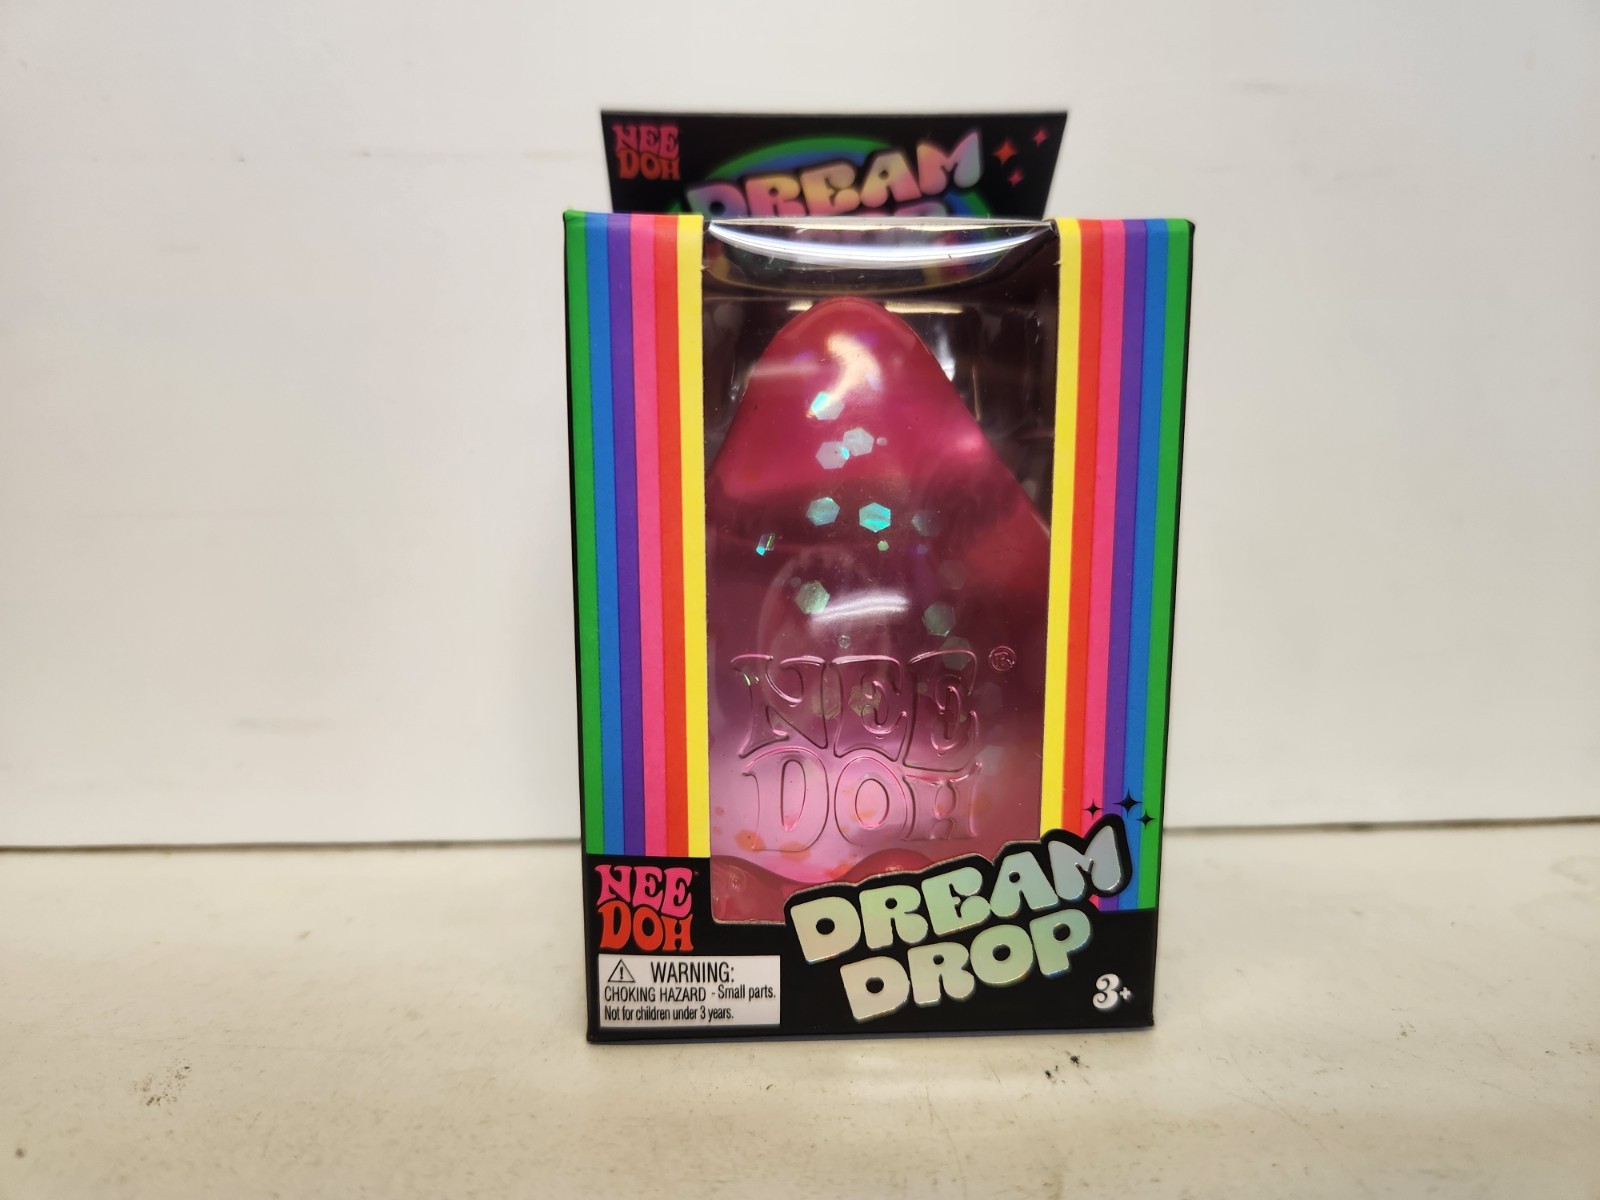 NEE
DOH
DREAM
NEE
DOH
®
NEE
DOH
DREAM
DROP
WARNING:
CHOKING HAZARD - Small parts.
Not for children under 3 years.
3+